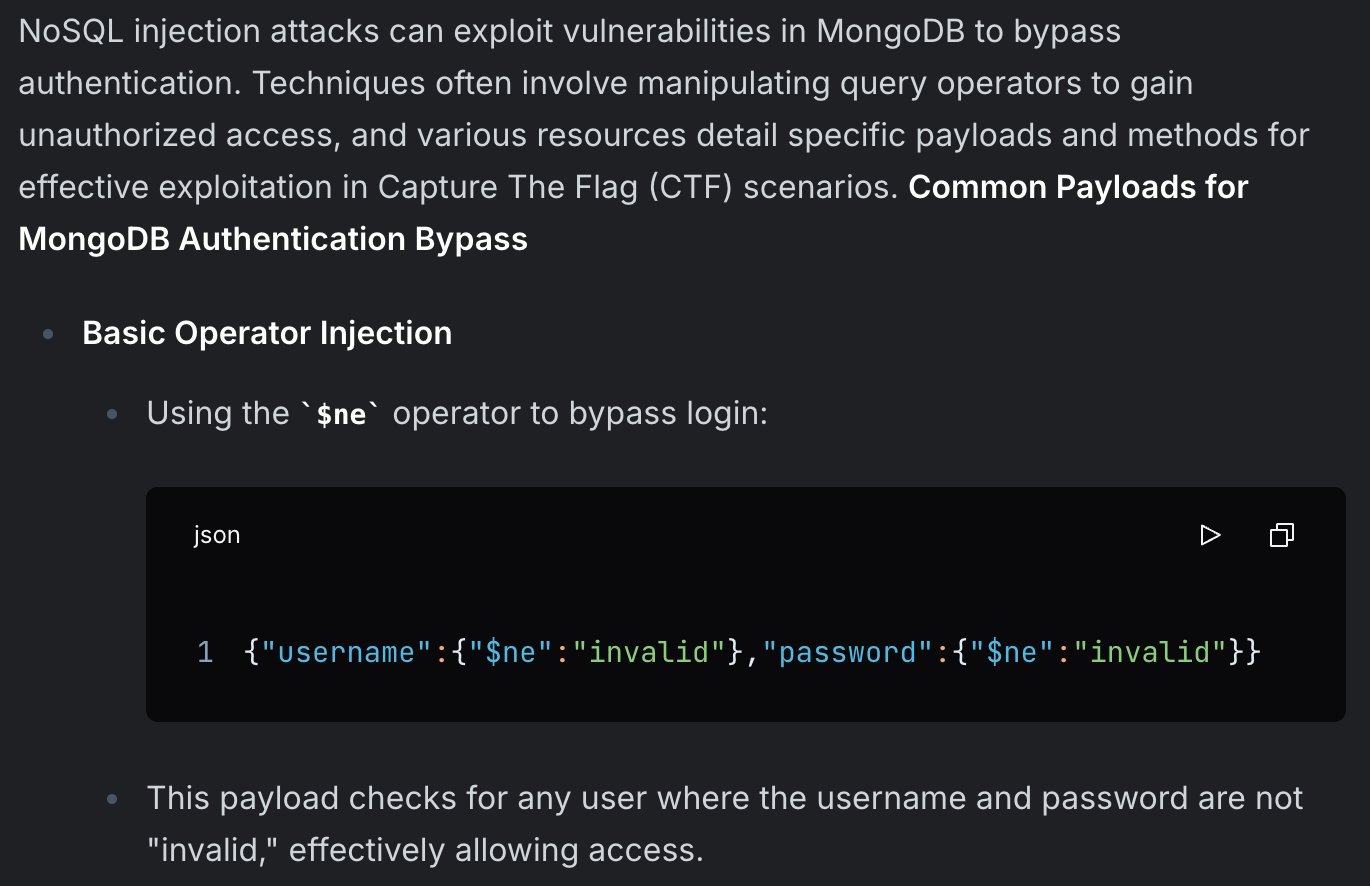 NoSQL injection attacks can exploit vulnerabilities in MongoDB to bypass
authentication. Techniques often involve manipulating query operators to gain
unauthorized access, and various resources detail specific payloads and methods for
effective exploitation in Capture The Flag (CTF) scenarios. Common Payloads for
MongoDB Authentication Bypass
Basic Operator Injection
Using the `$ne` operator to bypass login:
json
1 {"username":{"$ne":"invalid"},"password":{"$ne":"invalid"}}
This payload checks for any user where the username and password are not
"invalid," effectively allowing access.